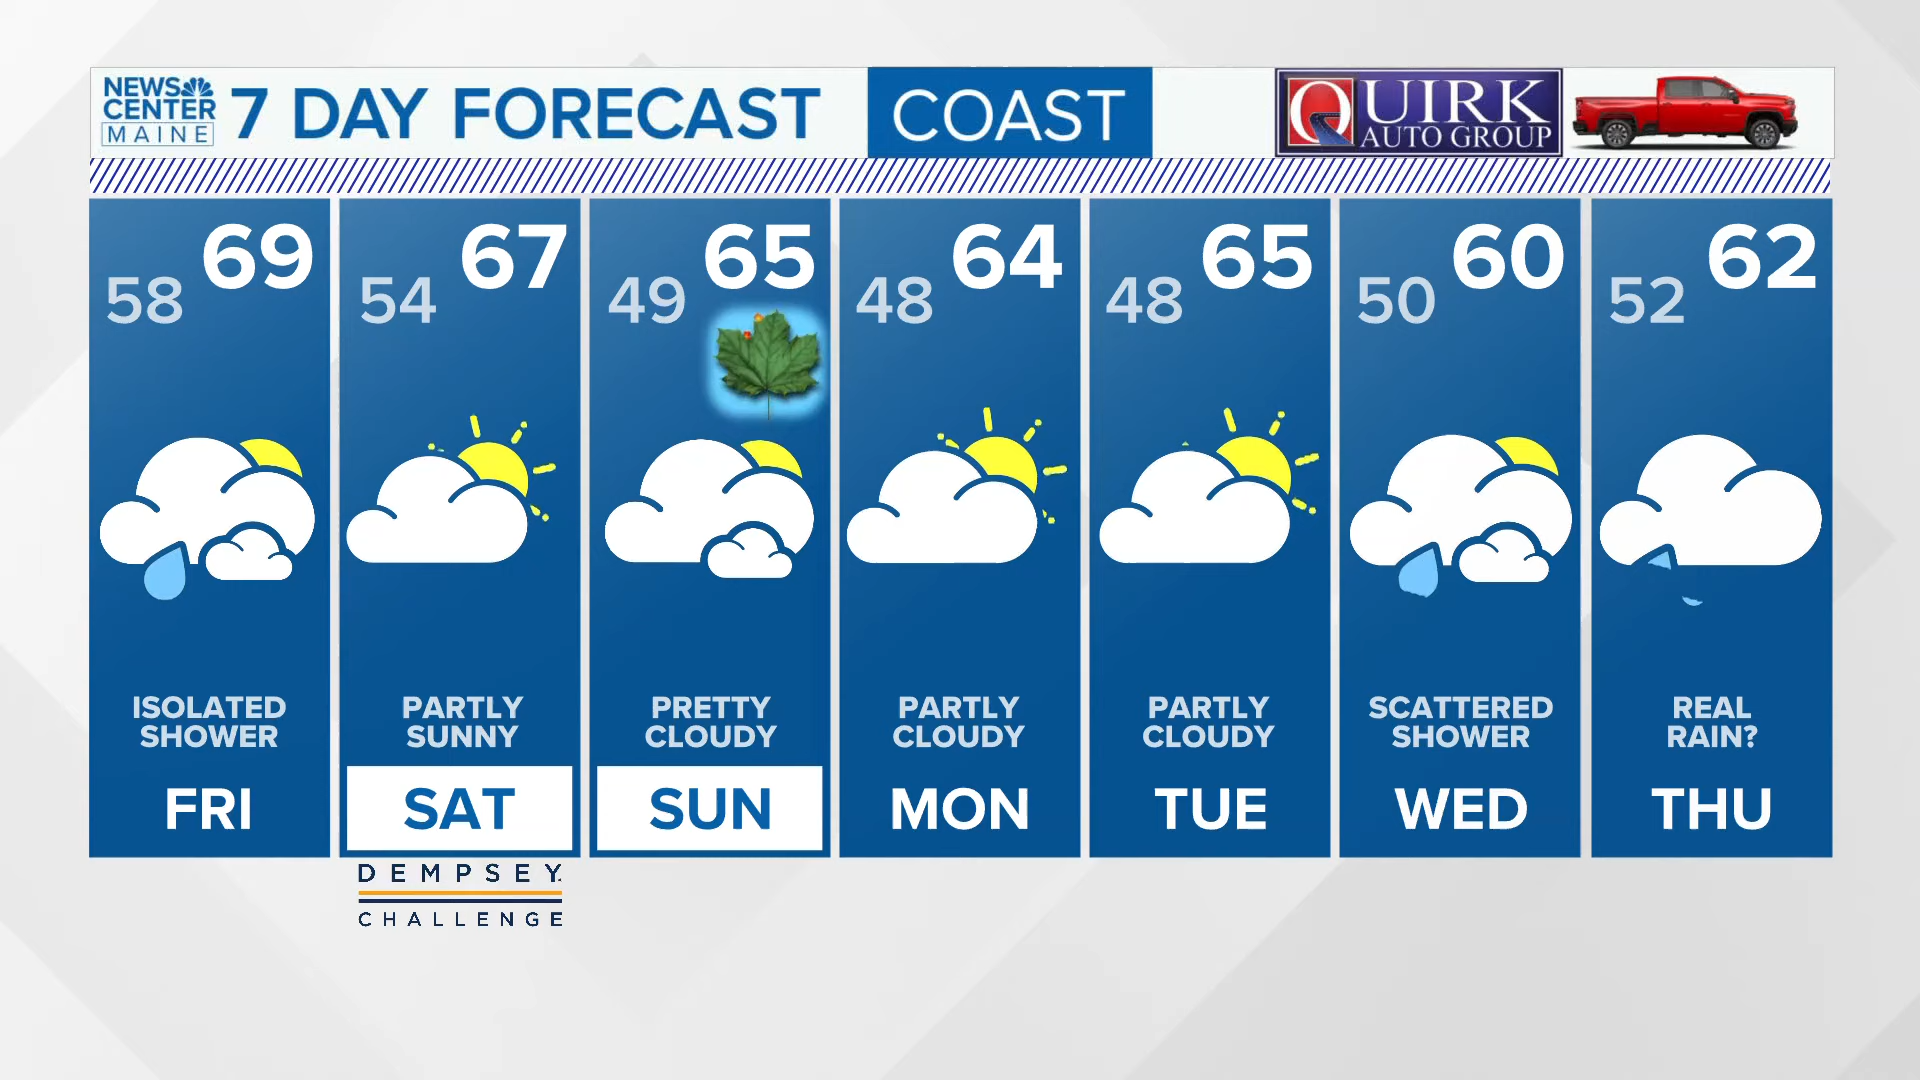 NEWS
CENTER
MAINE
7 DAY FORECAST
COAST
QUIRK
AUTO GROUP
58 69
54 67
49 65
48 64
48 65
50 60
52 62
ISOLATED
SHOWER
FRI
PARTLY
SUNNY
SAT
PRETTY
CLOUDY
SUN
PARTLY
CLOUDY
MON
PARTLY
CLOUDY
TUE
SCATTERED
SHOWER
WED
REAL
RAIN?
THU
DEMPSEY
CHALLENGE